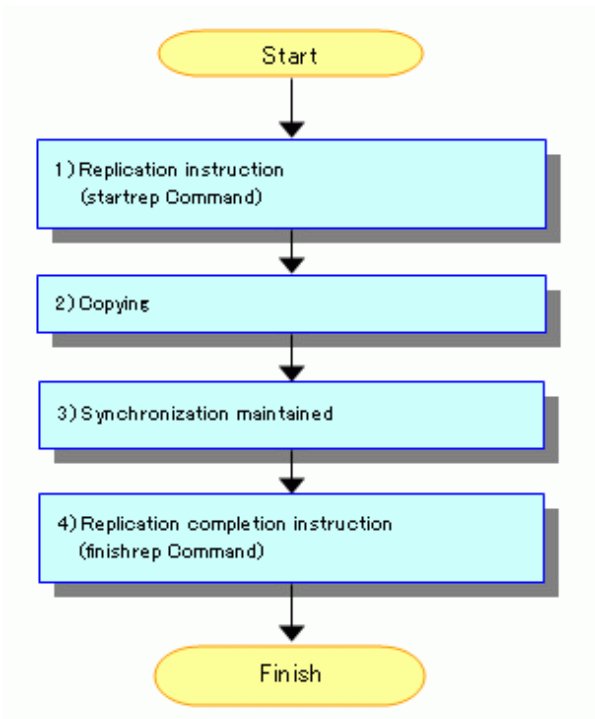 Start
1) Replication instruction
(startrep Command)
2) Copying
3) Synchronization maintained
4) Replication completion instruction
(finishrep Command)
Finish